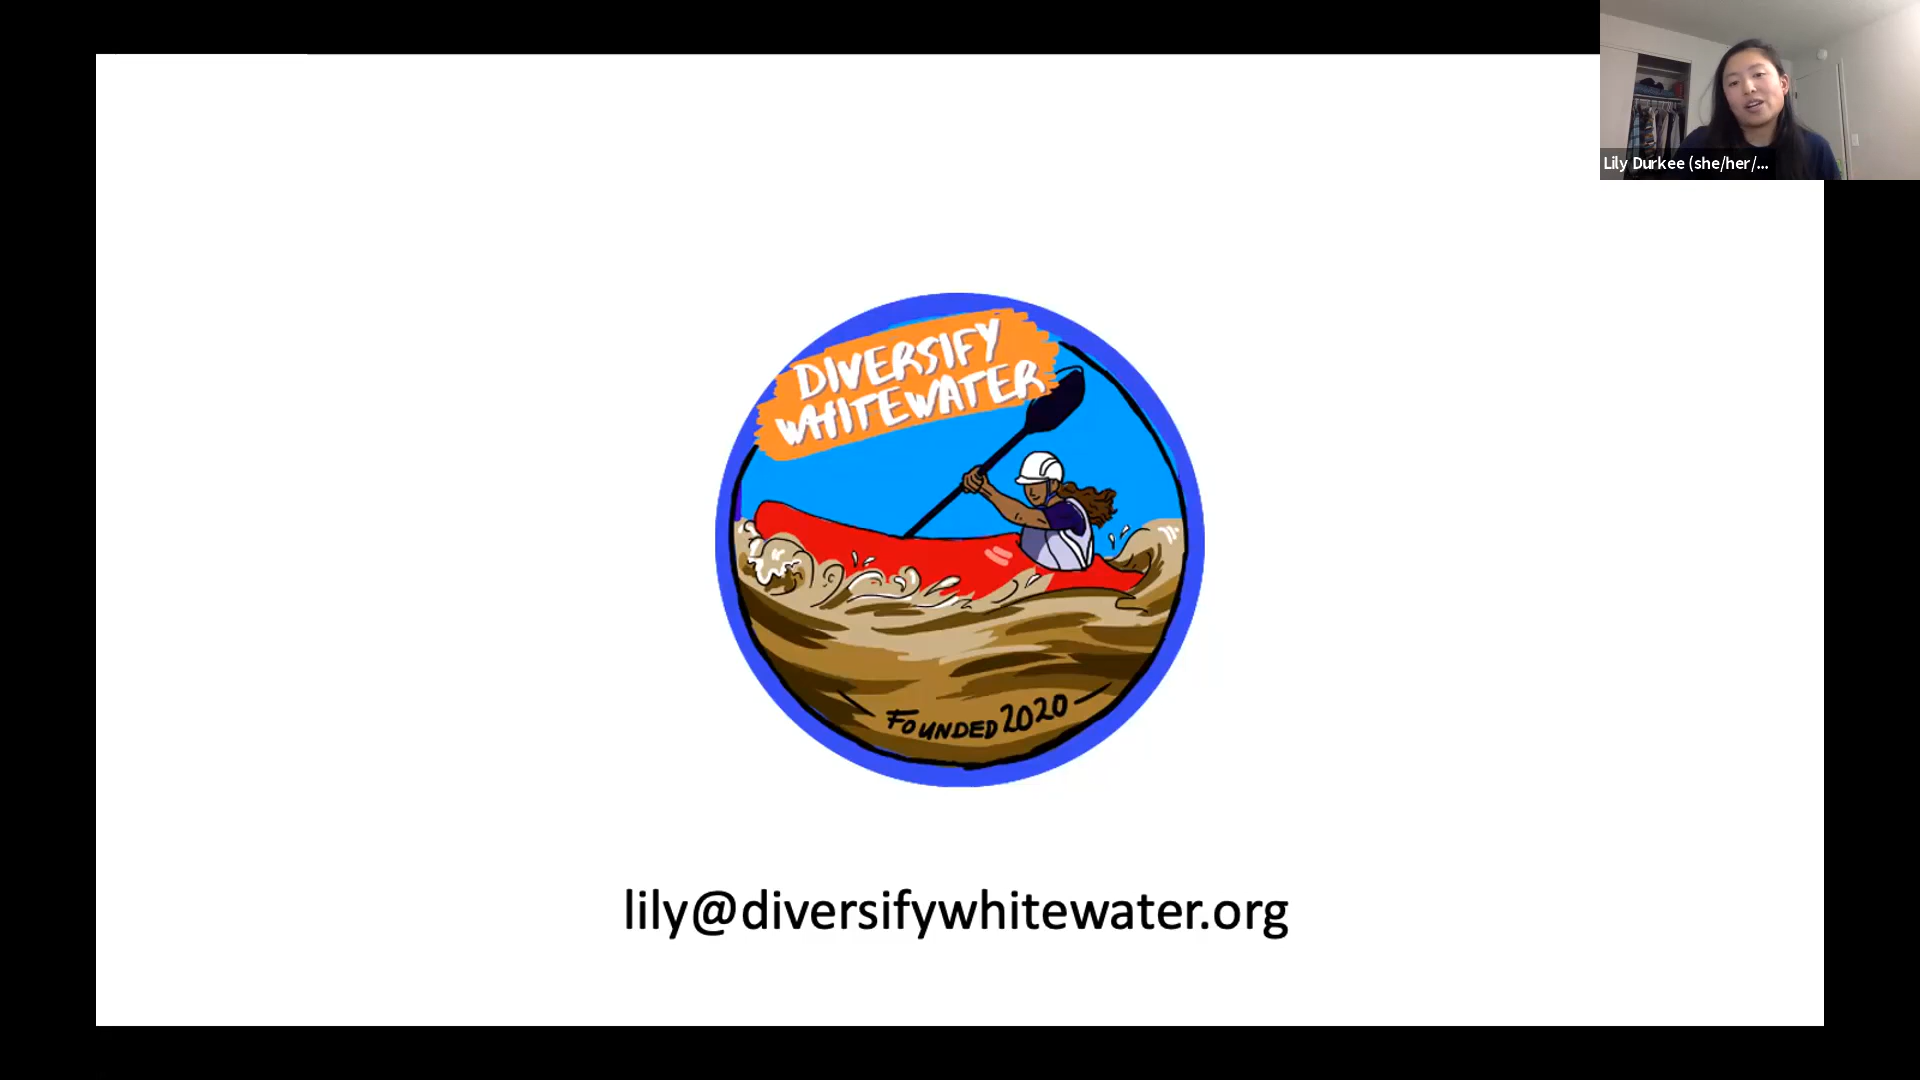 Lily Durkee (she/her/...
DIVERSIFY
WHITEWATER
FOUNDED 2020
lily@diversifywhitewater.org